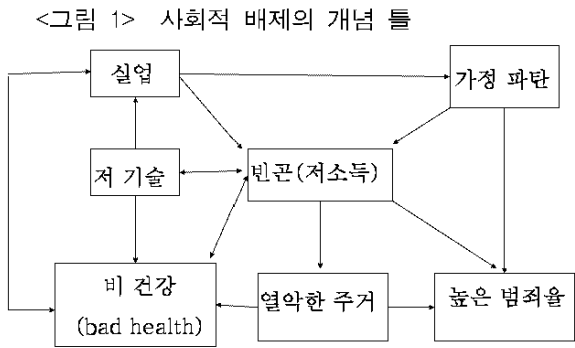 <그림 1> 사회적 배제의 개념 틀
실업
가정 파탄
저 기술
빈곤(저소득)
비 건강
(bad health)
열악한 주거
높은 범죄율